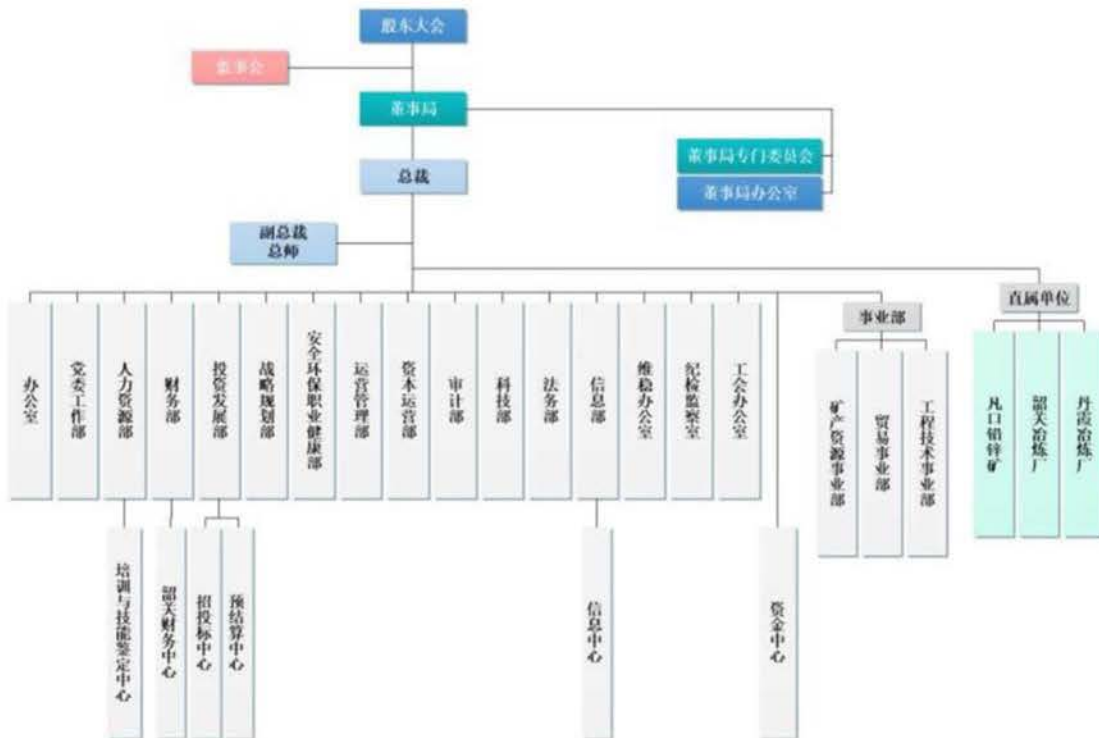 股东大会
监事会
董事局
董事局专门委员会
总裁
董事局办公室
副总裁
总师
直属单位
事业部
办公室
党委工作部
人力资源部
财务部
投资发展部
战略规划部
安全环保职业健康部
运营管理部
资本运营部
审计部
科技部
法务部
信息部
维稳办公室
纪检监察室
工会办公室
矿产资源事业部
贸易事业部
工程技术事业部
凡口铅锌矿
韶关冶炼厂
丹霞冶炼厂
培训与技能鉴定中心
韶关财务中心
招投标中心
预结算中心
信息中心
资金中心